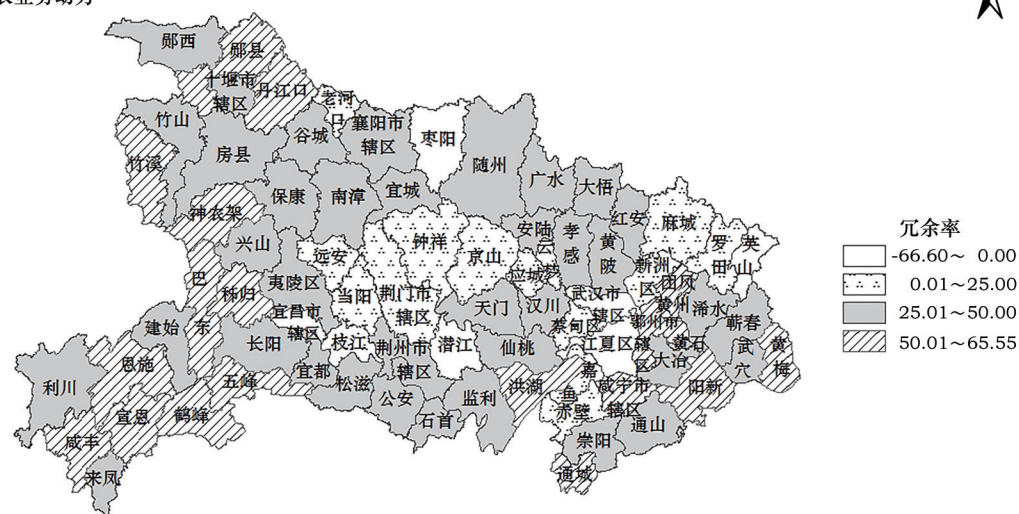 农业劳动力
郧西
郧县
十堰市
辖区
丹江口
老河
口
襄阳市
辖区
枣阳
竹山
谷城
竹溪
房县
随州
广水
大悟
保康
南漳
宜城
神农架
红安
麻城
兴山
远安
钟祥
京山
安陆
云
梦
孝
感
黄
陂
罗
田
英
山
巴
东
秭归
夷陵区
当阳
荆门市
辖区
应城
新洲
区
团风
黄州
浠水
宜昌市
辖区
天门
汉川
武汉市
辖区
蔡甸区
鄂州市
辖
区
蕲春
建始
长阳
枝江
荆州市
辖区
潜江
仙桃
江夏区
黄石
大冶
武
穴
黄
梅
恩施
利川
五峰
宜都
松滋
公安
石首
监利
洪湖
嘉
鱼
咸宁市
辖区
阳新
宣恩
鹤峰
咸丰
来凤
赤壁
崇阳
通山
通城
冗余率
-66.60～ 0.00
0.01～25.00
25.01～50.00
50.01～65.55